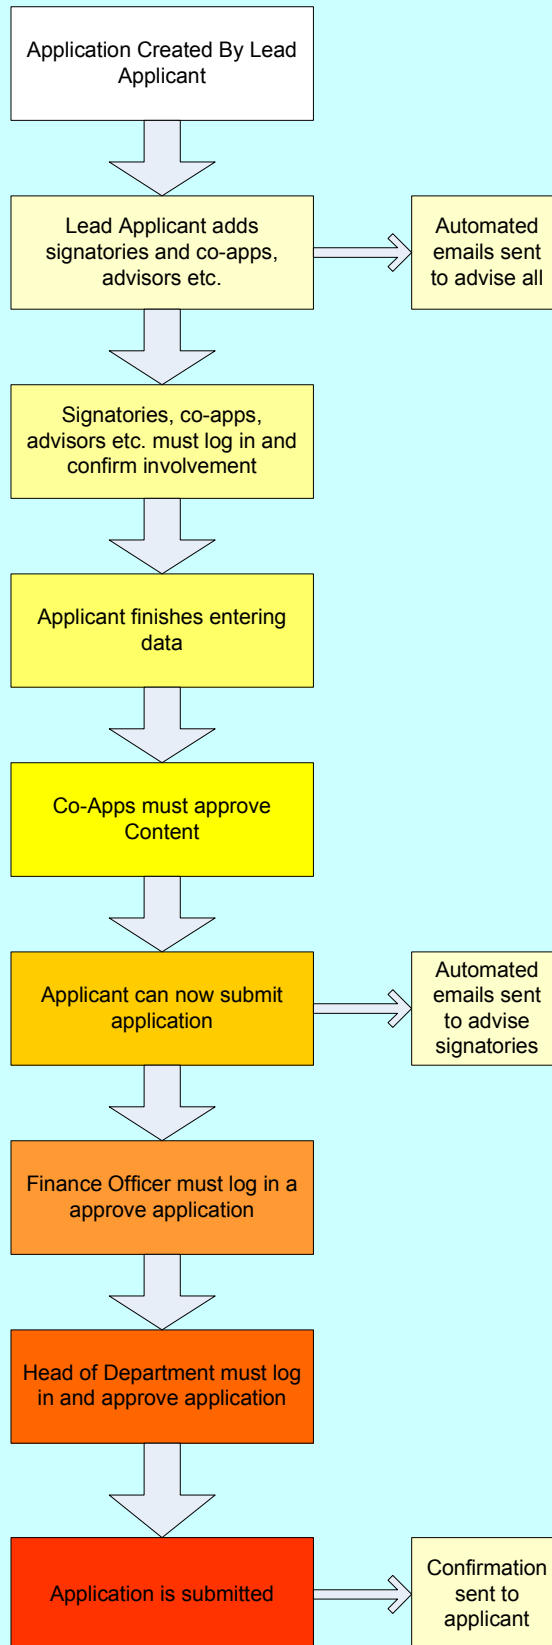 Application Created By Lead
Applicant
Lead Applicant adds
signatories and co-apps,
advisors etc.
Automated
emails sent
to advise all
Signatories, co-apps,
advisors etc. must log in and
confirm involvement
Applicant finishes entering
data
Co-Apps must approve
Content
Applicant can now submit
application
Automated
emails sent
to advise
signatories
Finance Officer must log in a
approve application
Head of Department must log
in and approve application
Application is submitted
Confirmation
sent to
applicant